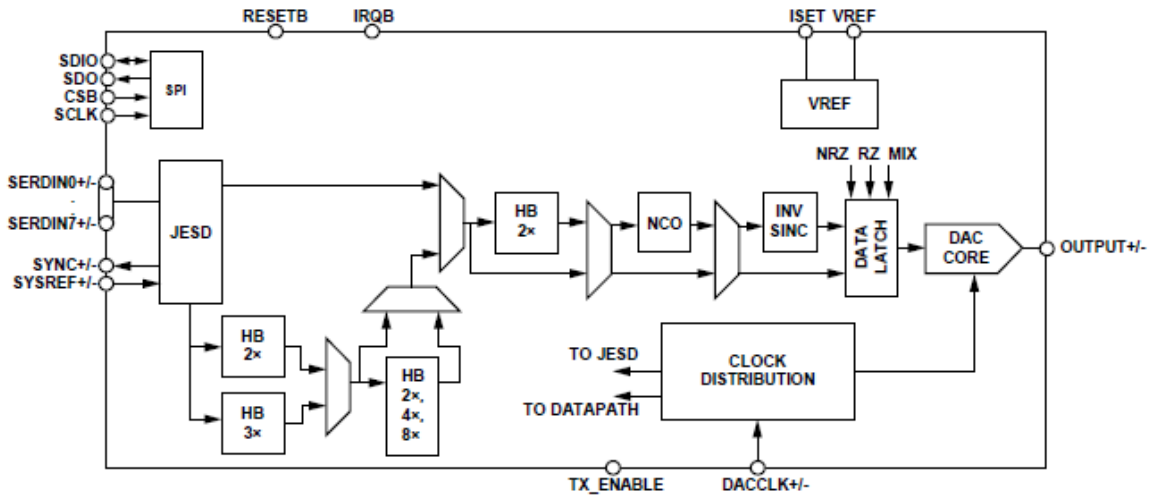 RESETB IRQB ISET VREF
SDIO
SDO
CSB
SCLK
SPI
VREF
NRZ RZ MIX
SERDIN0+/-
SERDIN7+/-
SYNC+/-
SYSREF+/-
JESD
HB
2×
NCO
INV
SINC
DATA
LATCH
DAC
CORE
OUTPUT+/-
HB
2×
HB
3×
HB
2×,
4×,
8×
TO JESD
TO DATAPATH
CLOCK
DISTRIBUTION
TX_ENABLE DACCLK+/-